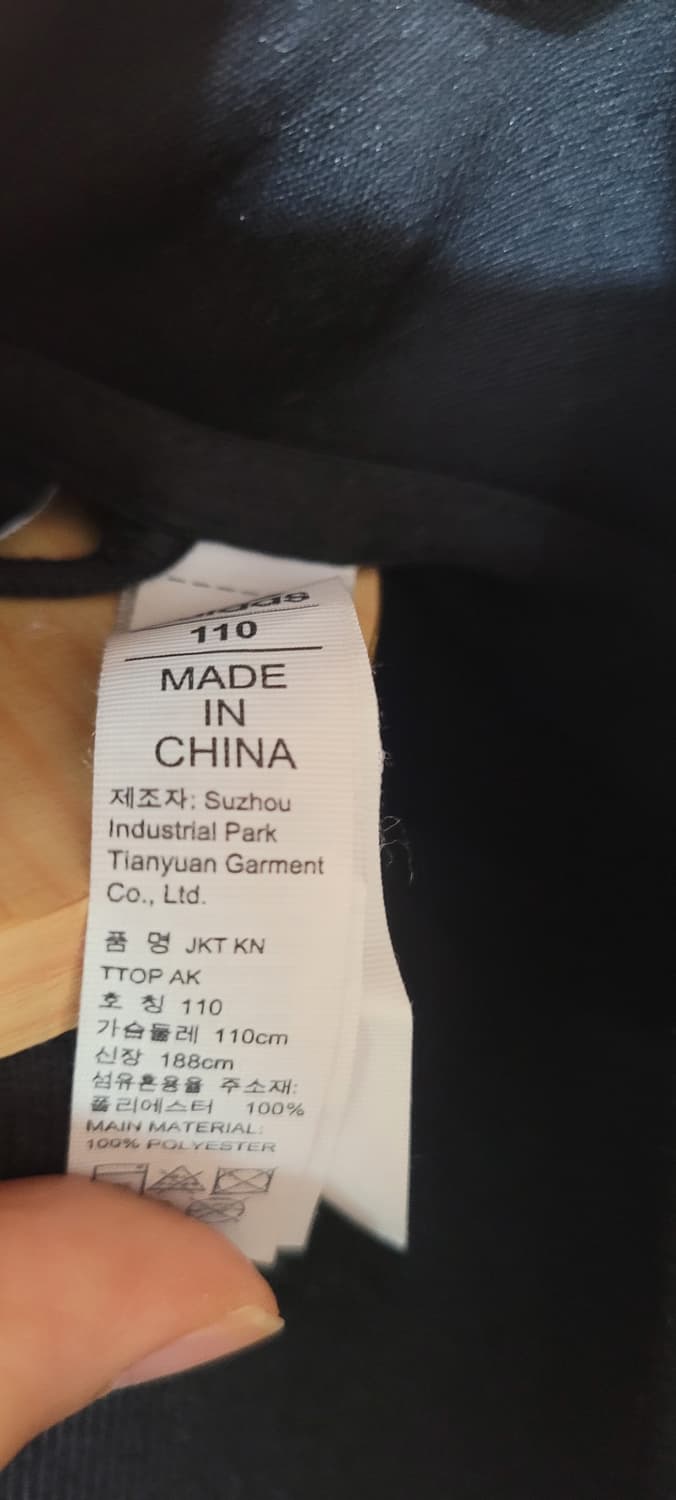 110
MADE
IN
CHINA
제조자: Suzhou
Industrial Park
Tianyuan Garment
Co., Ltd.
품 명 JKT KN
TTOP AK
호 칭 110
가슴둘레 110cm
신장 188cm
섬유혼용율 주소재:
폴리에스터 100%
MAIN MATERIAL:
100% POLYESTER